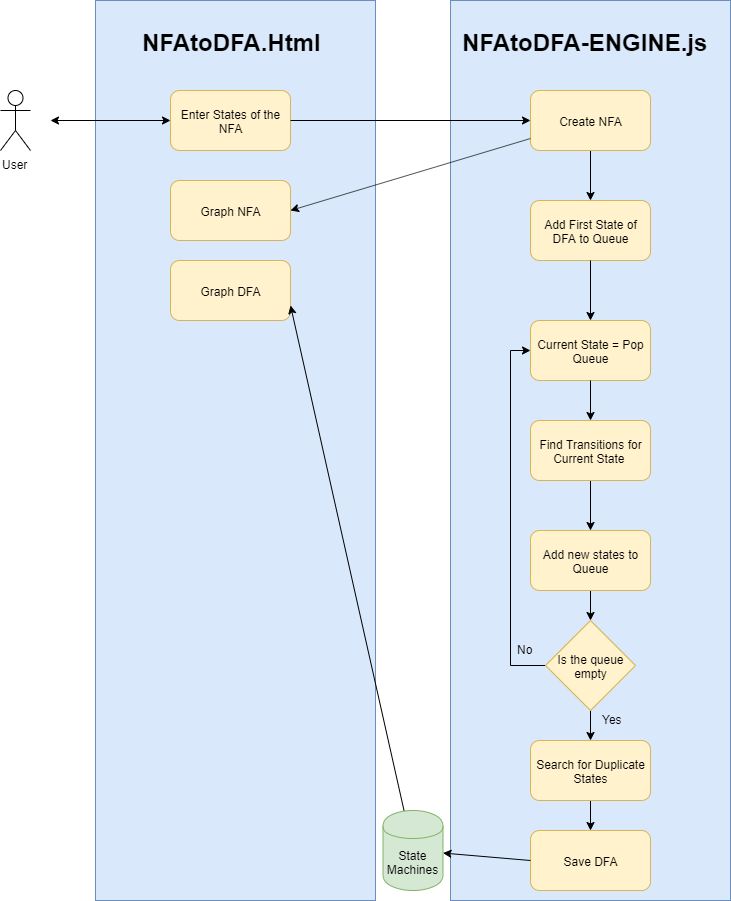 NFAtoDFA.Html
NFAtoDFA-ENGINE.js
User
Enter States of the
NFA
Create NFA
Graph NFA
Add First State of
DFA to Queue
Graph DFA
Current State = Pop
Queue
Find Transitions for
Current State
Add new states to
Queue
Is the queue
empty
No
Yes
Search for Duplicate
States
State
Machines
Save DFA